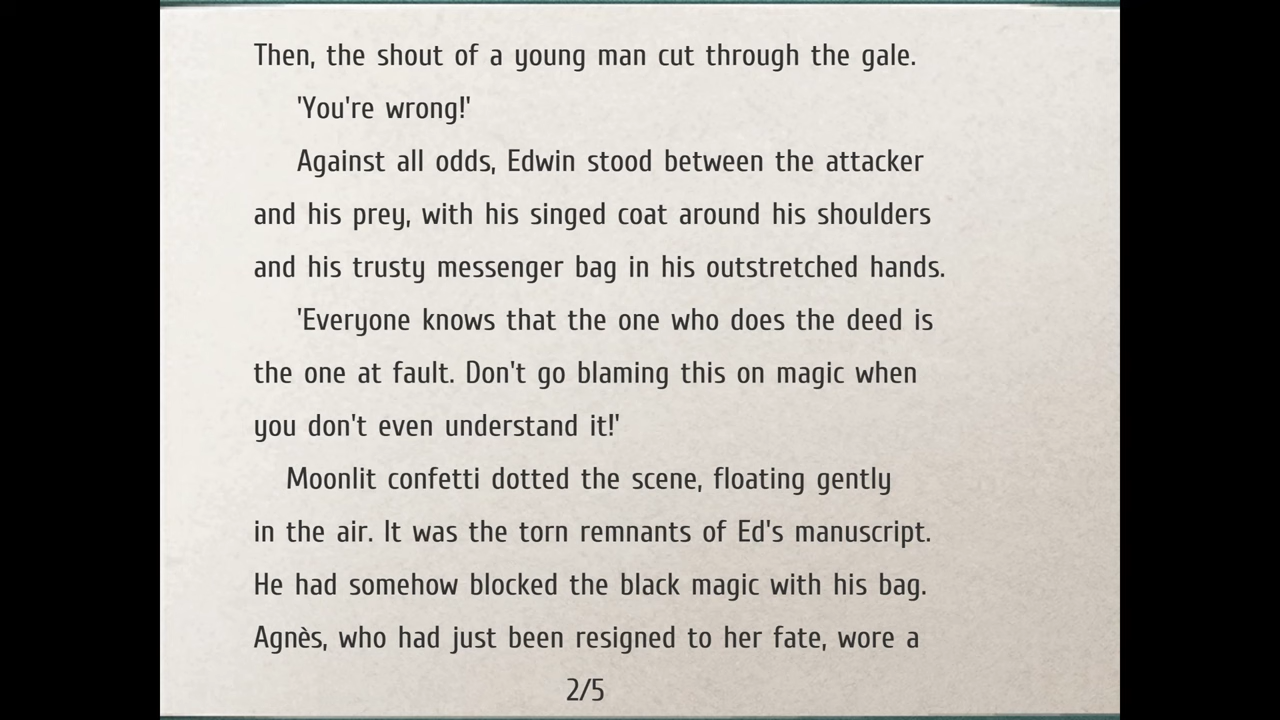 Then, the shout of a young man cut through the gale.
'You're wrong!'
Against all odds, Edwin stood between the attacker
and his prey, with his singed coat around his shoulders
and his trusty messenger bag in his outstretched hands.
'Everyone knows that the one who does the deed is
the one at fault. Don't go blaming this on magic when
you don't even understand it!'
Moonlit confetti dotted the scene, floating gently
in the air. It was the torn remnants of Ed's manuscript.
He had somehow blocked the black magic with his bag.
Agnès, who had just been resigned to her fate, wore a
2/5